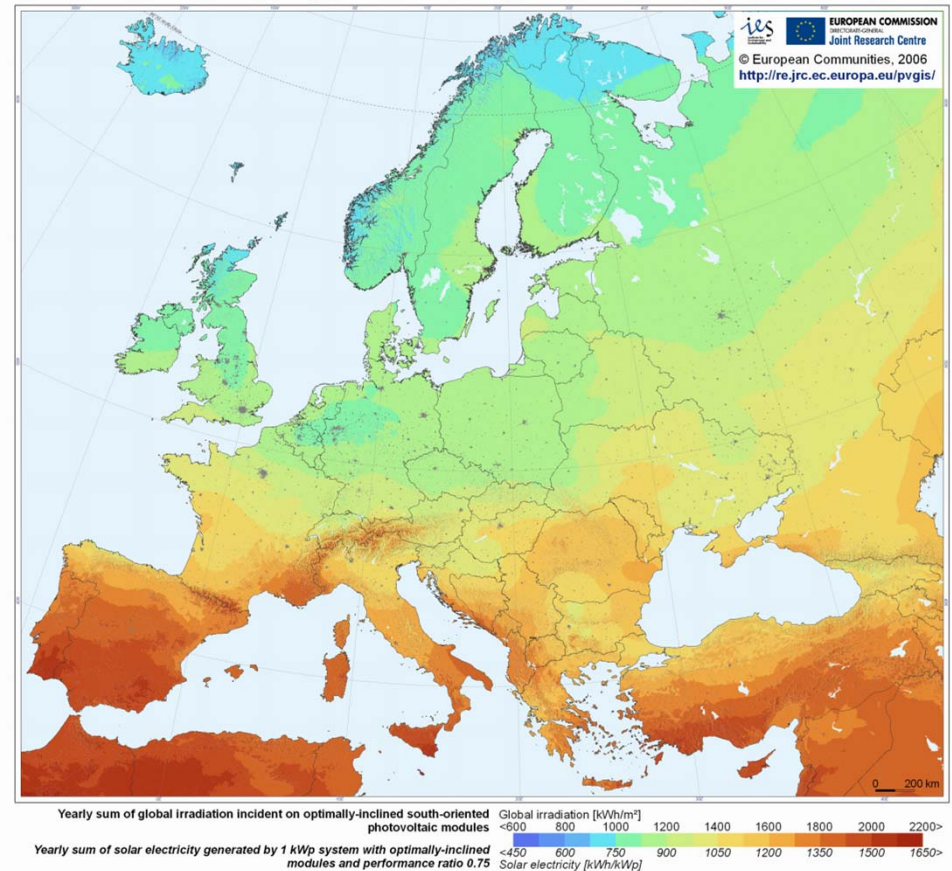 ies
EUROPEAN COMMISSION
DIRECTORATE-GENERAL
Joint Research Centre
© European Communities, 2006
http://re.jrc.ec.europa.eu/pvgis/
0 200 km
Yearly sum of global irradiation incident on optimally-inclined south-oriented
photovoltaic modules
Yearly sum of solar electricity generated by 1 kWp system with optimally-inclined
modules and performance ratio 0.75
Global irradiation [kWh/m²]
<600 800 1000 1200 1400 1600 1800 2000 2200>
<450 600 750 900 1050 1200 1350 1500 1650>
Solar electricity [kWh/kWp]